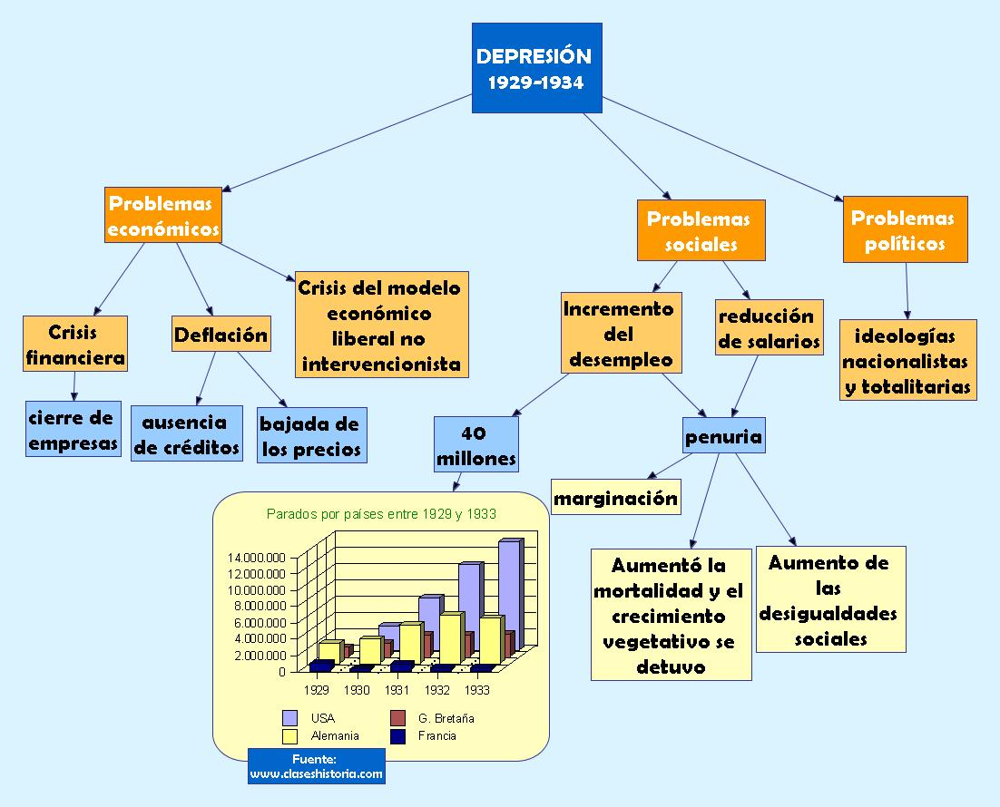 DEPRESIÓN
1929-1934
Problemas
económicos
Problemas
sociales
Problemas
políticos
Crisis
financiera
Deflación
Crisis del modelo
económico
liberal no
intervencionista
Incremento
del
desempleo
reducción
de salarios
ideologías
nacionalistas
y totalitarias
cierre de
empresas
ausencia
de créditos
bajada de
los precios
40
millones
penuria
marginación
Aumentó la
mortalidad y el
crecimiento
vegetativo se
detuvo
Aumento de
las
desigualdades
sociales
Parados por países entre 1929 y 1933
14.000.000
12.000.000
10.000.000
8.000.000
6.000.000
4.000.000
2.000.000
0
1929 1930 1931 1932 1933
USA G. Bretaña
Alemania Francia
Fuente:
www.claseshistoria.com